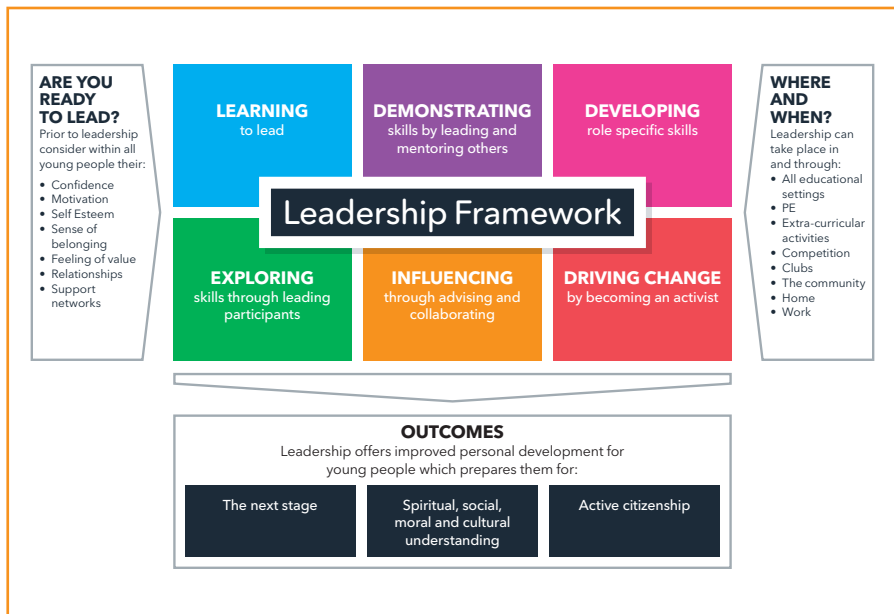 ARE YOU
READY
TO LEAD?
Prior to leadership
consider within all
young people their:
• Confidence
• Motivation
• Self Esteem
• Sense of
belonging
• Feeling of value
• Relationships
• Support
networks
LEARNING
to lead
DEMONSTRATING
skills by leading and
mentoring others
DEVELOPING
role specific skills
Leadership Framework
EXPLORING
skills through leading
participants
INFLUENCING
through advising and
collaborating
DRIVING CHANGE
by becoming an activist
WHERE
AND
WHEN?
Leadership can
take place in
and through:
• All educational
settings
• PE
• Extra-curricular
activities
• Competition
• Clubs
• The community
• Home
• Work
OUTCOMES
Leadership offers improved personal development for
young people which prepares them for:
The next stage
Spiritual, social,
moral and cultural
understanding
Active citizenship